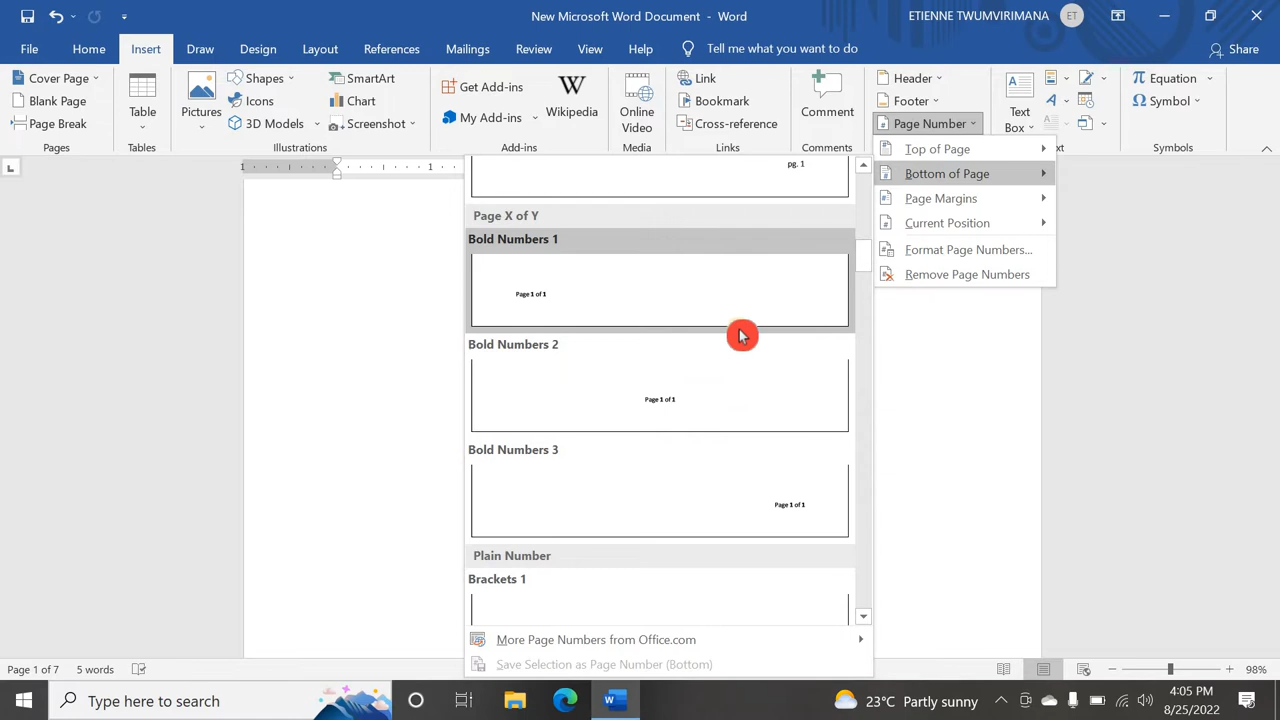 New Microsoft Word Document - Word
ETIENNE TWUMVIRIMANA
ET
File Home Insert Draw Design Layout References Mailings Review View Help Tell me what you want to do
Share
Cover Page
Blank Page
Page Break
Pages
Table
Tables
Pictures
Shapes
Icons
3D Models
SmartArt
Chart
Screenshot
Illustrations
Get Add-ins
My Add-ins
W
Wikipedia
Add-ins
Online
Video
Media
Link
Bookmark
Cross-reference
Links
Comment
Comments
Header
Footer
Page Number
Text
Box
Equation
Symbol
Symbols
Top of Page
Bottom of Page
Page Margins
Current Position
Format Page Numbers...
Remove Page Numbers
1 1
pg. 1
Page X of Y
Bold Numbers 1
Page 1 of 1
Bold Numbers 2
Page 1 of 1
Bold Numbers 3
Page 1 of 1
Plain Number
Brackets 1
More Page Numbers from Office.com
Save Selection as Page Number (Bottom)
Page 1 of 7 5 words
98%
Type here to search
23°C Partly sunny
4:05 PM
8/25/2022